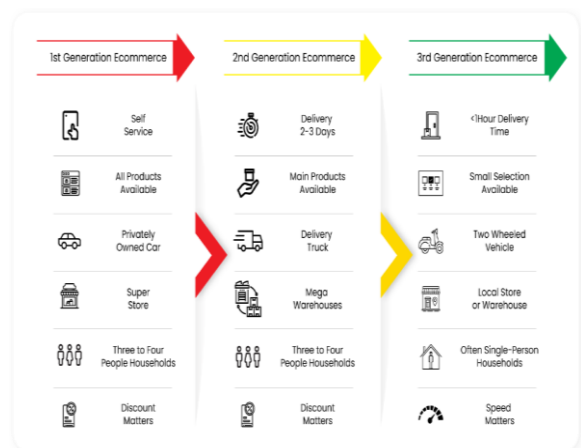 1st Generation Ecommerce
2nd Generation Ecommerce
3rd Generation Ecommerce
Self
Service
Delivery
2-3 Days
<1Hour Delivery
Time
All Products
Available
Main Products
Available
Small Selection
Available
Privately
Owned Car
Delivery
Truck
Two Wheeled
Vehicle
Super
Store
Mega
Warehouses
Local Store
or Warehouse
Three to Four
People Households
Three to Four
People Households
Often Single-Person
Households
Discount
Matters
Discount
Matters
Speed
Matters